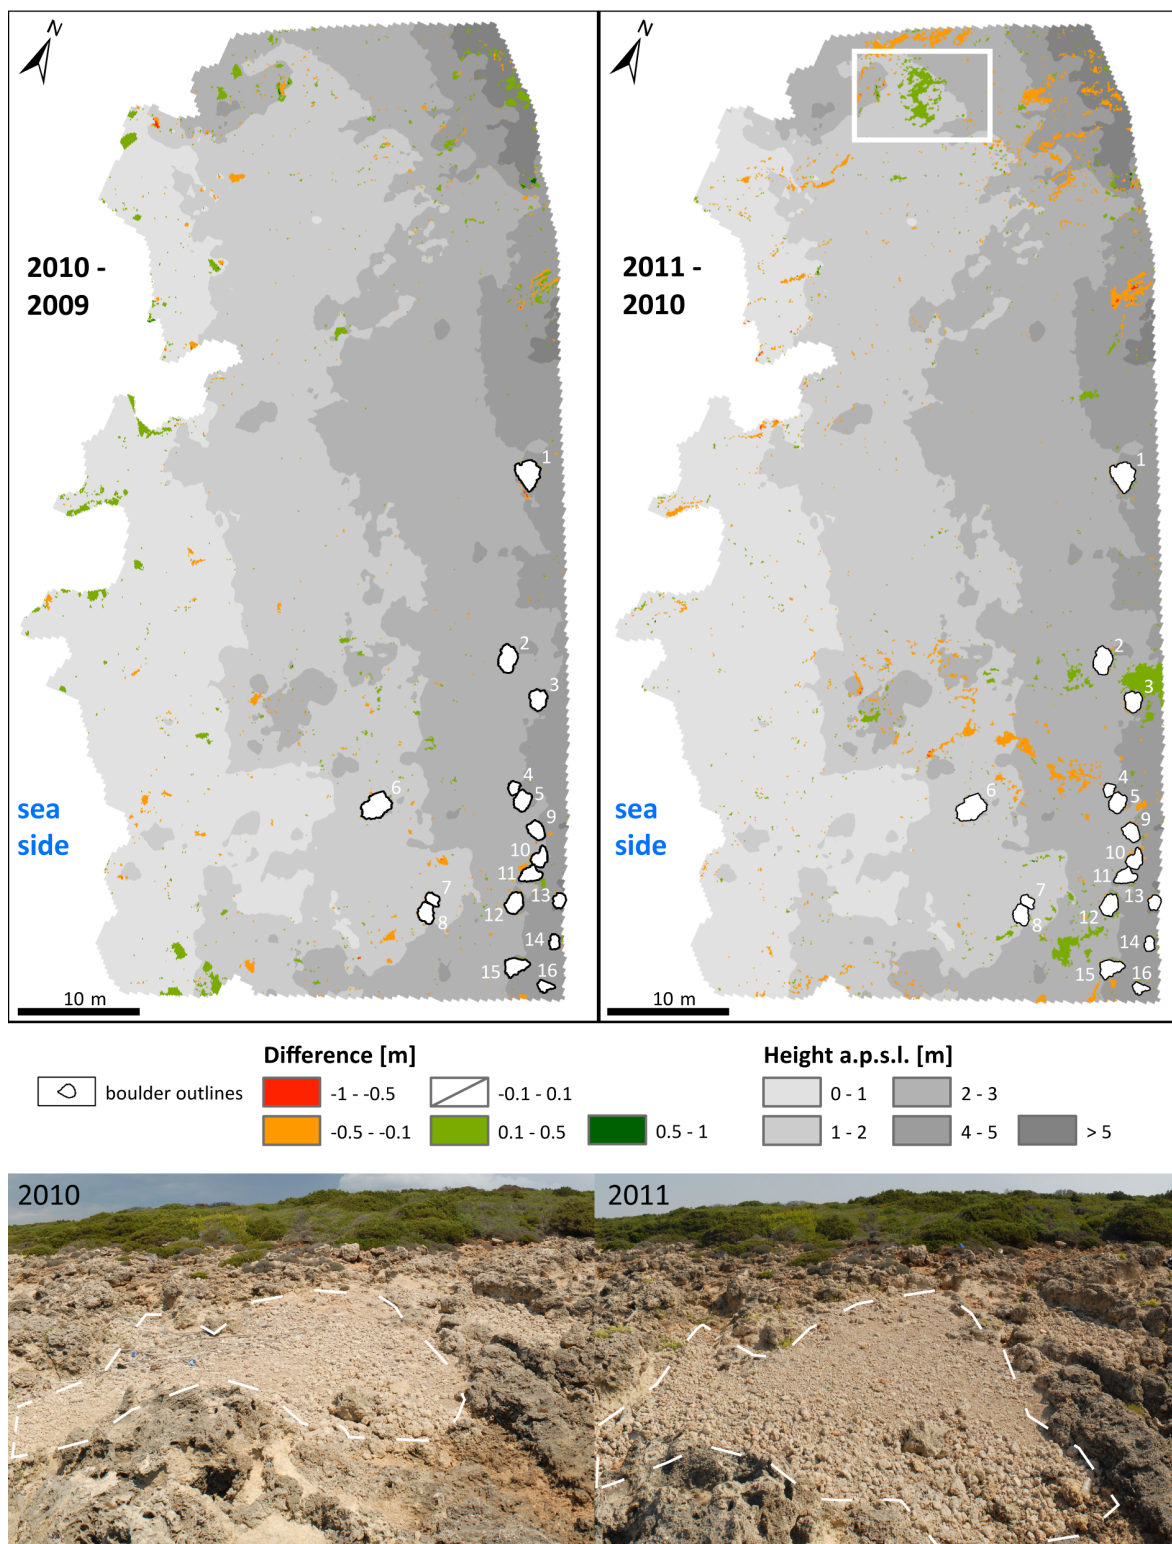 N
2010 -
2009
1
2
3
4
5
6
9
10
11
7
13
12
8
14
15
16
sea
side
10 m
N
2011 -
2010
1
2
3
4
5
6
9
10
11
7
13
12
8
14
15
16
sea
side
10 m
Difference [m]
Height a.p.s.l. [m]
boulder outlines
-1 - -0.5
-0.1 - 0.1
0 - 1
2 - 3
-0.5 - -0.1
0.1 - 0.5
0.5 - 1
1 - 2
4 - 5
> 5
2010
2011